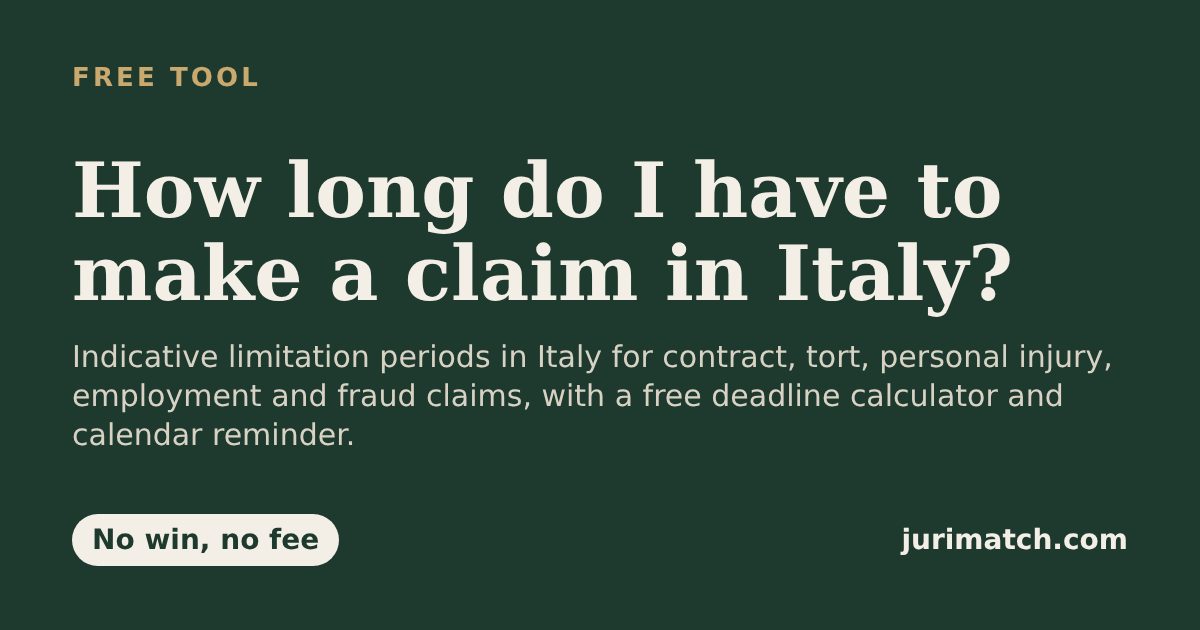 FREE TOOL
How long do I have to
make a claim in Italy?
Indicative limitation periods in Italy for contract, tort, personal injury,
employment and fraud claims, with a free deadline calculator and
calendar reminder.
No win, no fee
jurimatch.com